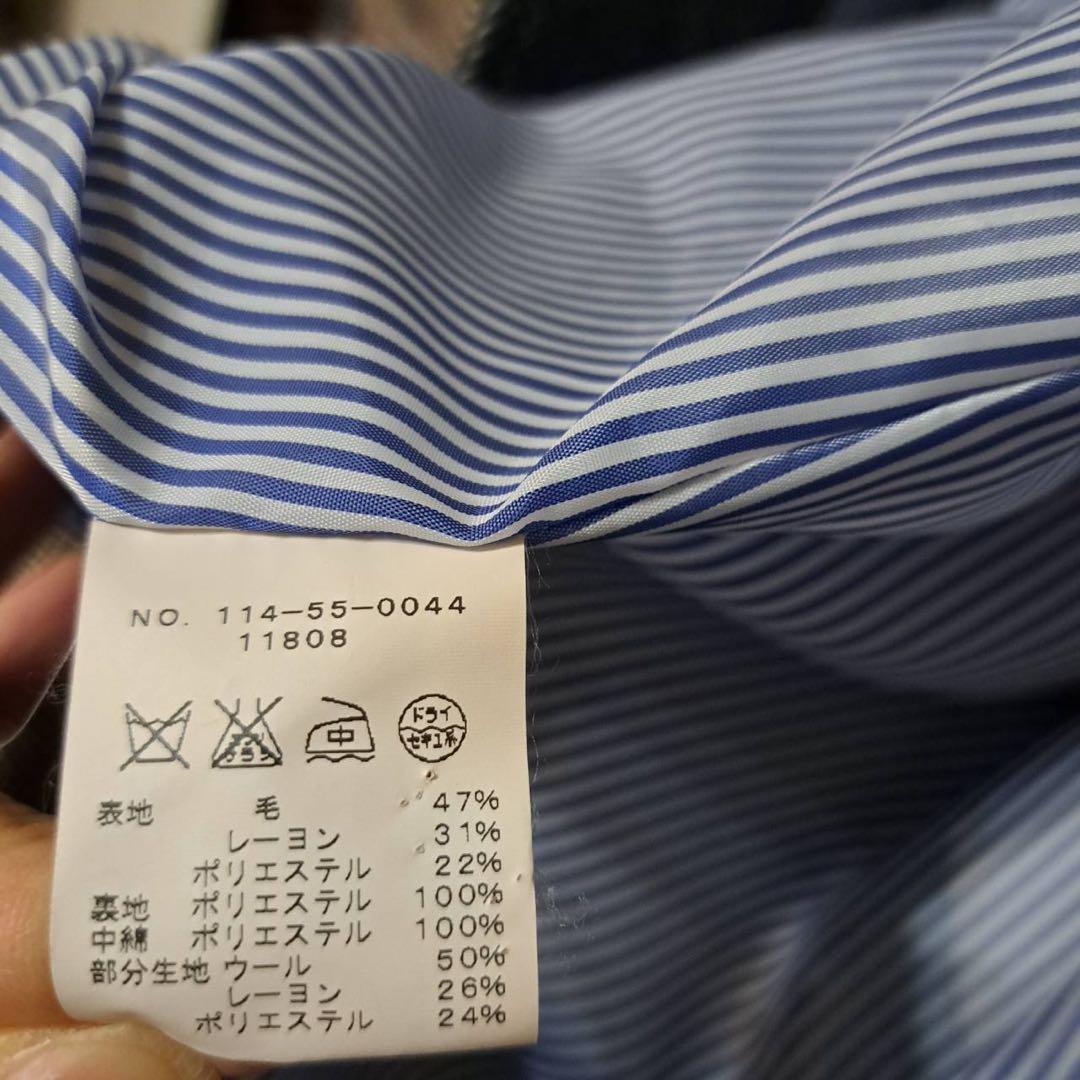 NO. 114-55-0044
11808
中 ドライ セキユ系
表地 毛 47%
レーヨン 31%
ポリエステル 22%
裏地 ポリエステル 100%
中綿 ポリエステル 100%
部分生地 ウール 50%
レーヨン 26%
ポリエステル 24%